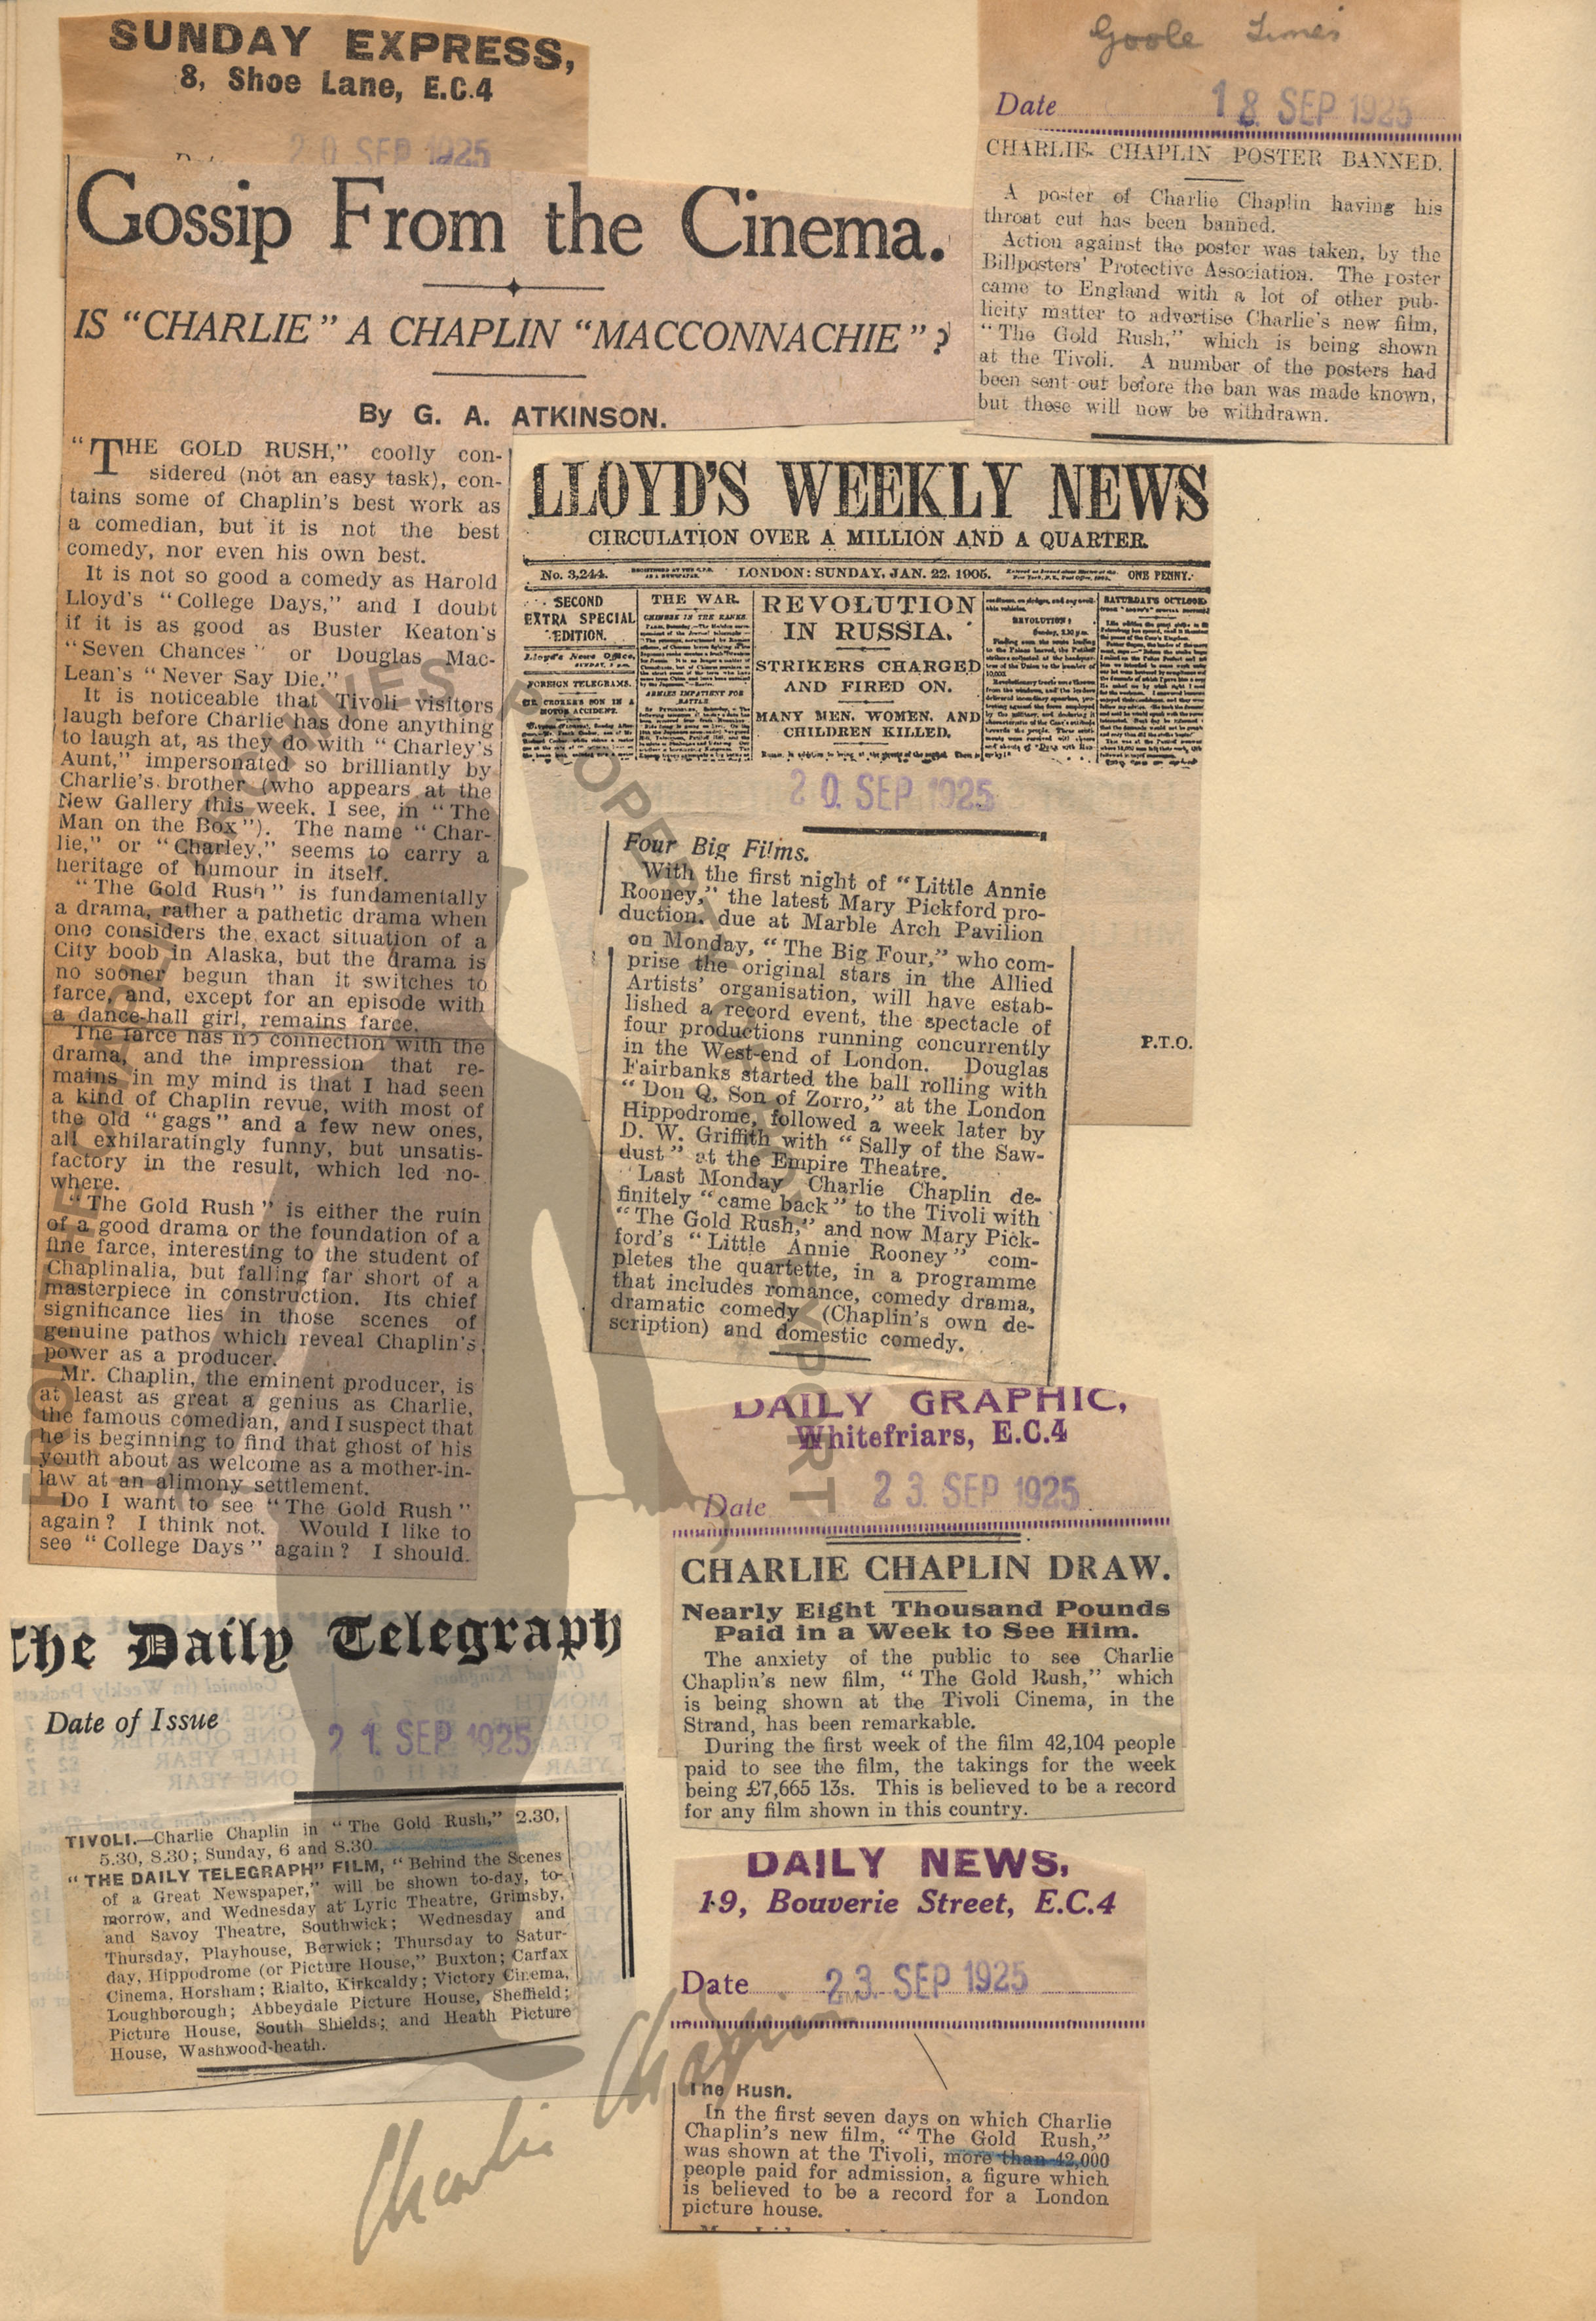 SUNDAY EXPRESS,
8, Shoe Lane, E.C.4
20 SEP 1925
Gossip From the Cinema.
IS “CHARLIE” A CHAPLIN “MACCONNACHIE”?
By G. A. ATKINSON.
“THE GOLD RUSH,” coolly con-
sidered (not an easy task), con-
tains some of Chaplin’s best work as
a comedian, but it is not the best
comedy, nor even his own best.
It is not so good a comedy as Harold
Lloyd’s “College Days,” and I doubt
if it is as good as Buster Keaton’s
“Seven Chances” or Douglas Mac-
Lean’s “Never Say Die.”
It is noticeable that Tivoli visitors
laugh before Charlie has done anything
to laugh at, as they do with “Charley’s
Aunt,” impersonated so brilliantly by
Charlie’s brother (who appears at the
New Gallery this week, I see, in “The
Man on the Box”). The name “Char-
lie,” or “Charley,” seems to carry a
heritage of humour in itself.
“The Gold Rush” is fundamentally
a drama, rather a pathetic drama when
one considers the exact situation of a
City boob in Alaska, but the drama is
no sooner begun than it switches to
farce, and, except for an episode with
a dance-hall girl, remains farce.
The farce has no connection with the
drama, and the impression that re-
mains in my mind is that I had seen
a kind of Chaplin revue, with most of
the old “gags” and a few new ones,
all exhilaratingly funny, but unsatis-
factory in the result, which led no-
where.
“The Gold Rush” is either the ruin
of a good drama or the foundation of a
fine farce, interesting to the student of
Chaplinalia, but falling far short of a
masterpiece in construction. Its chief
significance lies in those scenes of
genuine pathos which reveal Chaplin’s
power as a producer.
Mr. Chaplin, the eminent producer, is
at least as great a genius as Charlie,
the famous comedian, and I suspect that
he is beginning to find that ghost of his
youth about as welcome as a mother-in-
law at an alimony settlement.
Do I want to see “The Gold Rush”
again? I think not. Would I like to
see “College Days” again? I should.
Goole Times
Date 18 SEP 1925
CHARLIE CHAPLIN POSTER BANNED.
A poster of Charlie Chaplin having his
throat cut has been banned.
Action against the poster was taken, by the
Billposters’ Protective Association. The poster
came to England with a lot of other pub-
licity matter to advertise Charlie’s new film,
“The Gold Rush,” which is being shown
at the Tivoli. A number of the posters had
been sent out before the ban was made known,
but these will now be withdrawn.
LLOYD’S WEEKLY NEWS
CIRCULATION OVER A MILLION AND A QUARTER.
No. 3,244. LONDON: SUNDAY, JAN. 22, 1905. ONE PENNY.
SECOND
EXTRA SPECIAL
EDITION.
Lloyd's News Office,
FOREIGN TELEGRAMS.
MR. CROKER'S SON IN A
MOTOR ACCIDENT.
THE WAR.
CHINESE IN THE RANKS.
ARMIES IMPATIENT FOR
BATTLE.
REVOLUTION
IN RUSSIA.
STRIKERS CHARGED
AND FIRED ON.
MANY MEN, WOMEN, AND
CHILDREN KILLED.
REVOLUTION!
SATURDAY'S OUTLOOK.
20 SEP 1925
Four Big Films.
With the first night of “Little Annie
Rooney,” the latest Mary Pickford pro-
duction, due at Marble Arch Pavilion
on Monday, “The Big Four,” who com-
prise the original stars in the Allied
Artists’ organisation, will have estab-
lished a record event, the spectacle of
four productions running concurrently
in the West-end of London. Douglas
Fairbanks started the ball rolling with
“Don Q, Son of Zorro,” at the London
Hippodrome, followed a week later by
D. W. Griffith with “Sally of the Saw-
dust” at the Empire Theatre.
Last Monday Charlie Chaplin de-
finitely “came back” to the Tivoli with
“The Gold Rush,” and now Mary Pick-
ford’s “Little Annie Rooney” com-
pletes the quartette, in a programme
that includes romance, comedy drama,
dramatic comedy (Chaplin’s own de-
scription) and domestic comedy.
P.T.O.
DAILY GRAPHIC,
Whitefriars, E.C.4
Date 23 SEP 1925
CHARLIE CHAPLIN DRAW.
Nearly Eight Thousand Pounds
Paid in a Week to See Him.
The anxiety of the public to see Charlie
Chaplin’s new film, “The Gold Rush,” which
is being shown at the Tivoli Cinema, in the
Strand, has been remarkable.
During the first week of the film 42,104 people
paid to see the film, the takings for the week
being £7,665 13s. This is believed to be a record
for any film shown in this country.
The Daily Telegraph
Date of Issue 21 SEP 1925
TIVOLI.—Charlie Chaplin in “The Gold Rush,” 2.30,
5.30, 8.30; Sunday, 6 and 8.30.
“THE DAILY TELEGRAPH” FILM, “Behind the Scenes
of a Great Newspaper,” will be shown to-day, to-
morrow, and Wednesday at Lyric Theatre, Grimsby,
and Savoy Theatre, Southwick; Wednesday and
Thursday, Playhouse, Berwick; Thursday to Satur-
day, Hippodrome (or Picture House,” Buxton; Carfax
Cinema, Horsham; Rialto, Kirkcaldy; Victory Cinema,
Loughborough; Abbeydale Picture House, Sheffield;
Picture House, South Shields; and Heath Picture
House, Washwood-heath.
DAILY NEWS,
19, Bouverie Street, E.C.4
Date 23 SEP 1925
The Rush.
In the first seven days on which Charlie
Chaplin’s new film, “The Gold Rush,”
was shown at the Tivoli, more than 42,000
people paid for admission, a figure which
is believed to be a record for a London
picture house.
Charlie Chaplin